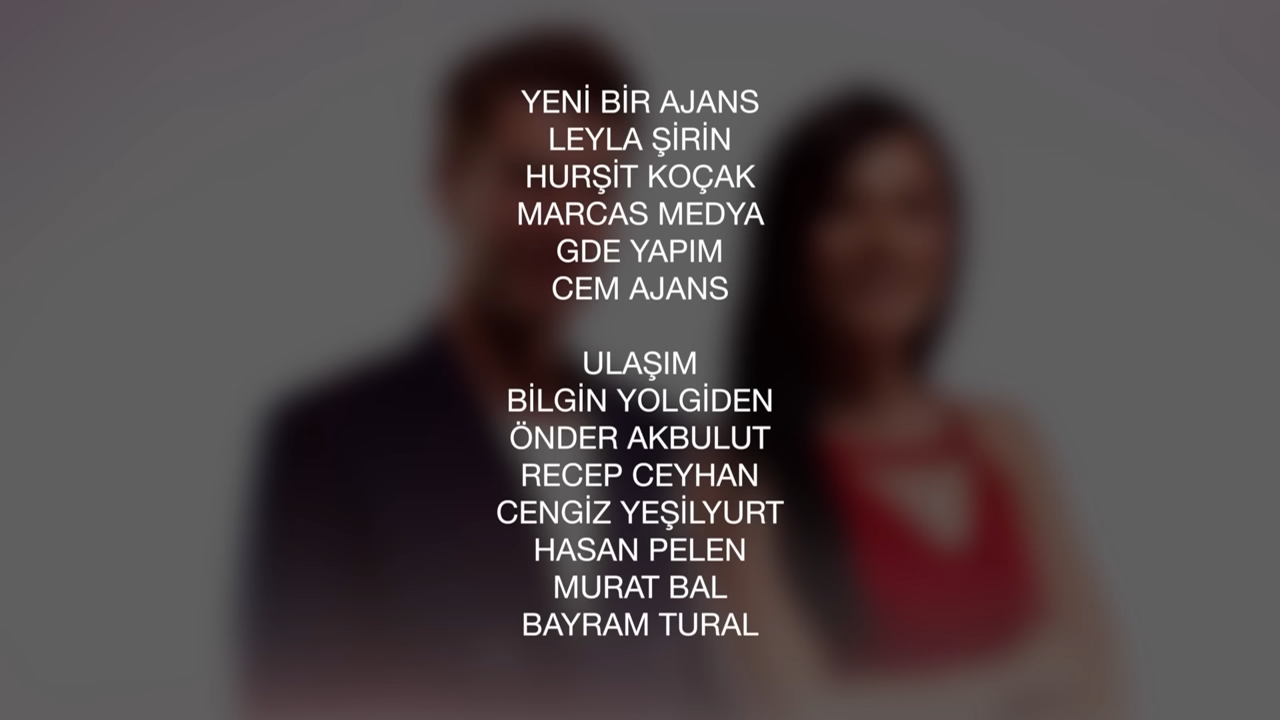 YENİ BİR AJANS
LEYLA ŞİRİN
HURŞİT KOÇAK
MARCAS MEDYA
GDE YAPIM
CEM AJANS
ULAŞIM
BİLGİN YOLGİDEN
ÖNDER AKBULUT
RECEP CEYHAN
CENGİZ YEŞİLYURT
HASAN PELEN
MURAT BAL
BAYRAM TURAL